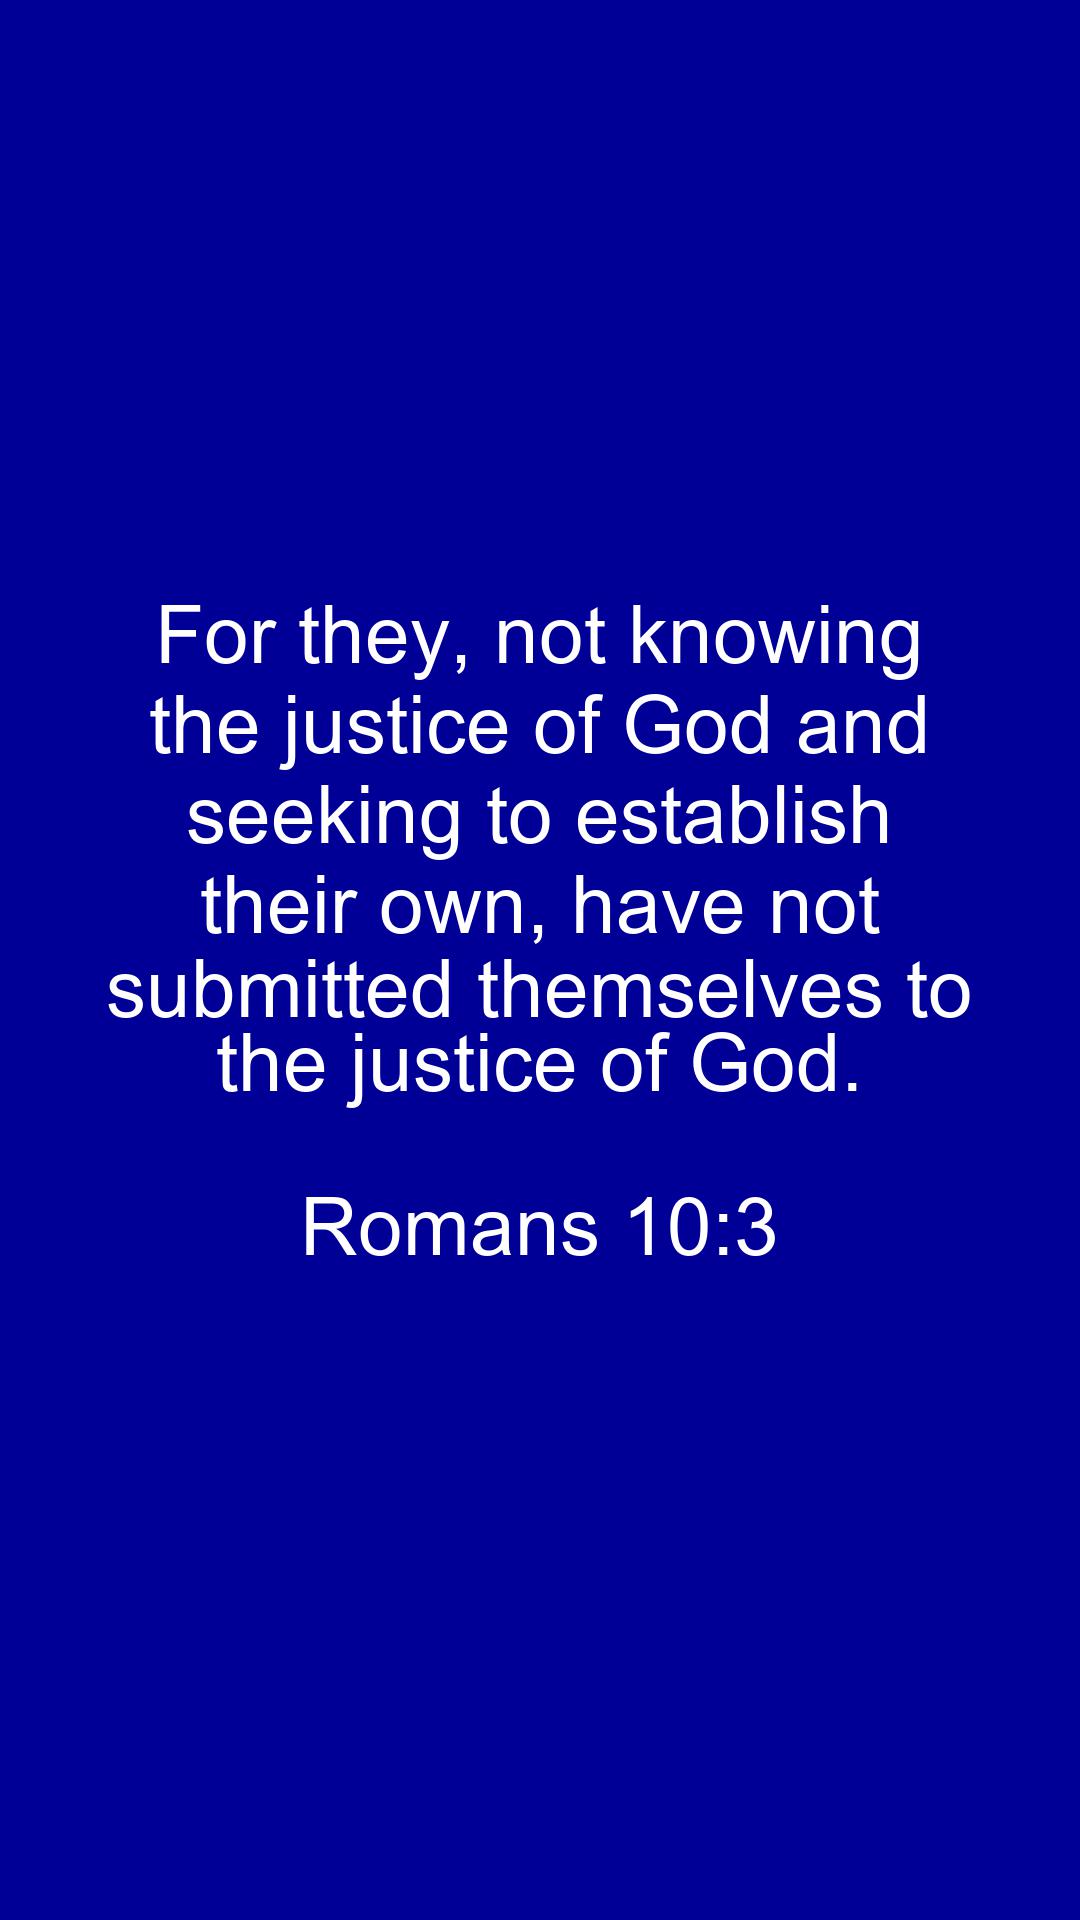 For they, not knowing
the justice of God and
seeking to establish
their own, have not
submitted themselves to
the justice of God.
Romans 10:3